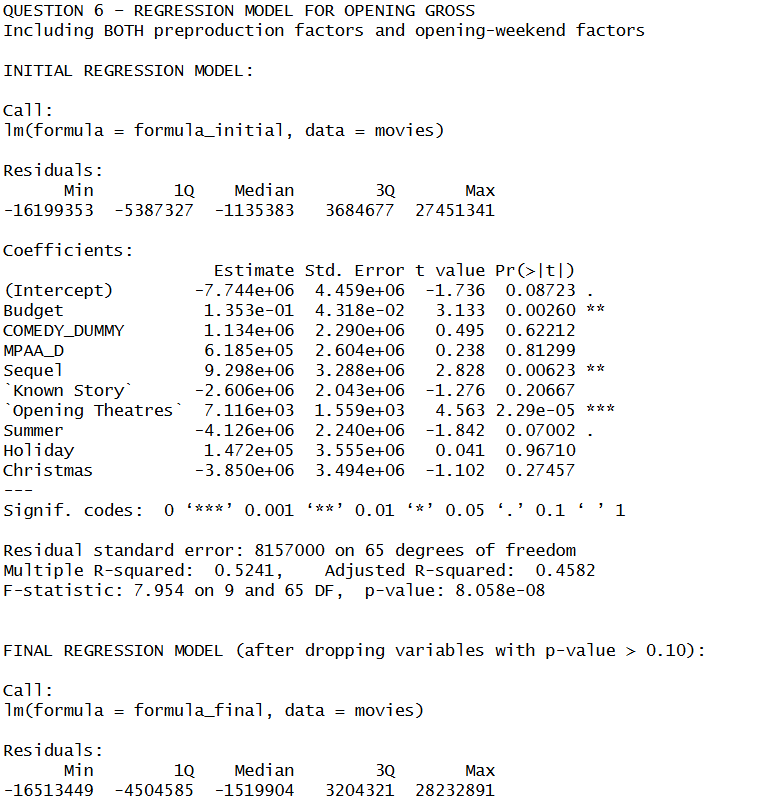 QUESTION 6 – REGRESSION MODEL FOR OPENING GROSS
Including BOTH preproduction factors and opening-weekend factors

INITIAL REGRESSION MODEL:

Call:
lm(formula = formula_initial, data = movies)

Residuals:
      Min        1Q    Median        3Q       Max
-16199353  -5387327  -1135383   3684677  27451341

Coefficients:
                     Estimate Std. Error t value Pr(>|t|)
(Intercept)        -7.744e+06  4.459e+06  -1.736  0.08723 .
Budget              1.353e-01  4.318e-02   3.133  0.00260 **
COMEDY_DUMMY        1.134e+06  2.290e+06   0.495  0.62212
MPAA_D              6.185e+05  2.604e+06   0.238  0.81299
Sequel              9.298e+06  3.288e+06   2.828  0.00623 **
`Known Story`      -2.606e+06  2.043e+06  -1.276  0.20667
`Opening Theatres`  7.116e+03  1.559e+03   4.563 2.29e-05 ***
Summer             -4.126e+06  2.240e+06  -1.842  0.07002 .
Holiday             1.472e+05  3.555e+06   0.041  0.96710
Christmas          -3.850e+06  3.494e+06  -1.102  0.27457
---
Signif. codes:  0 ‘***’ 0.001 ‘**’ 0.01 ‘*’ 0.05 ‘.’ 0.1 ‘ ’ 1

Residual standard error: 8157000 on 65 degrees of freedom
Multiple R-squared:  0.5241,    Adjusted R-squared:  0.4582
F-statistic: 7.954 on 9 and 65 DF,  p-value: 8.058e-08

FINAL REGRESSION MODEL (after dropping variables with p-value > 0.10):

Call:
lm(formula = formula_final, data = movies)

Residuals:
      Min        1Q    Median        3Q       Max
-16513449  -4504585  -1519904   3204321  28232891